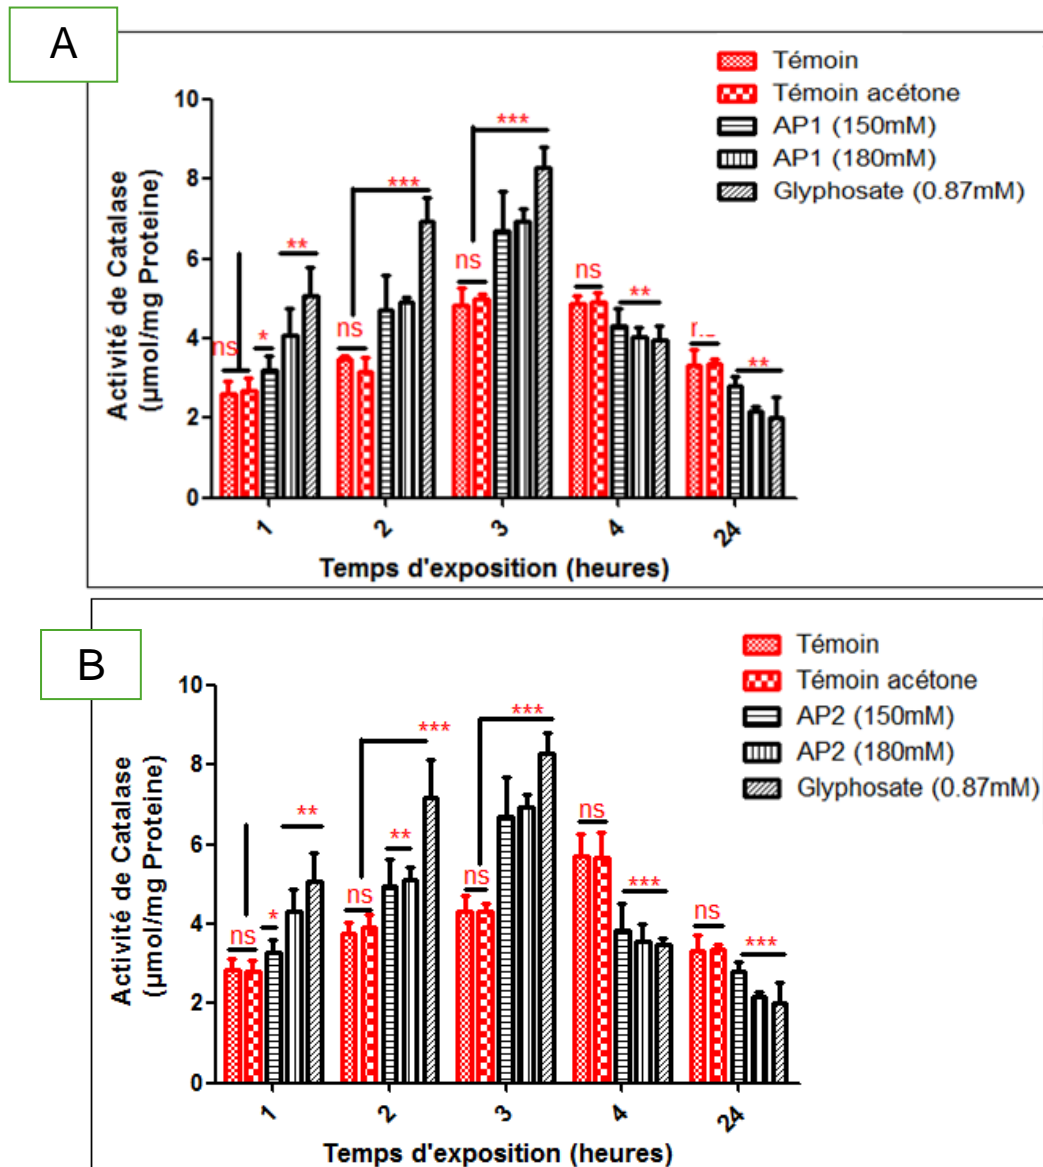 A
Témoin
Témoin acétone
AP1 (150mM)
AP1 (180mM)
Glyphosate (0.87mM)
Activité de Catalase
(µmol/mg Proteine)
10
8
6
4
2
0
ns
*
**
ns
***
ns
***
ns
**
**
1
2
3
4
24
Temps d'exposition (heures)
B
Témoin
Témoin acétone
AP2 (150mM)
AP2 (180mM)
Glyphosate (0.87mM)
Activité de Catalase
(µmol/mg Proteine)
10
8
6
4
2
0
ns
*
**
ns
**
***
ns
***
ns
***
ns
***
1
2
3
4
24
Temps d'exposition (heures)